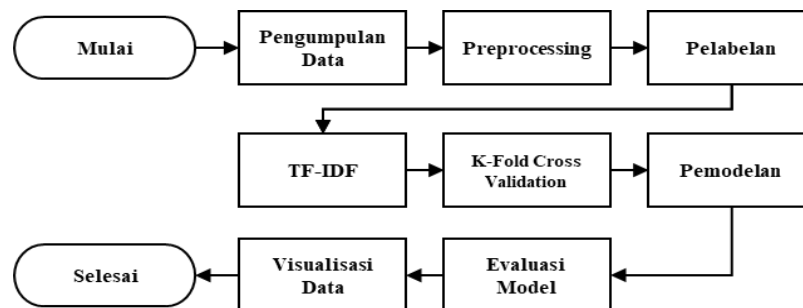 Mulai
Pengumpulan
Data
Preprocessing
Pelabelan
TF-IDF
K-Fold Cross
Validation
Pemodelan
Selesai
Visualisasi
Data
Evaluasi
Model